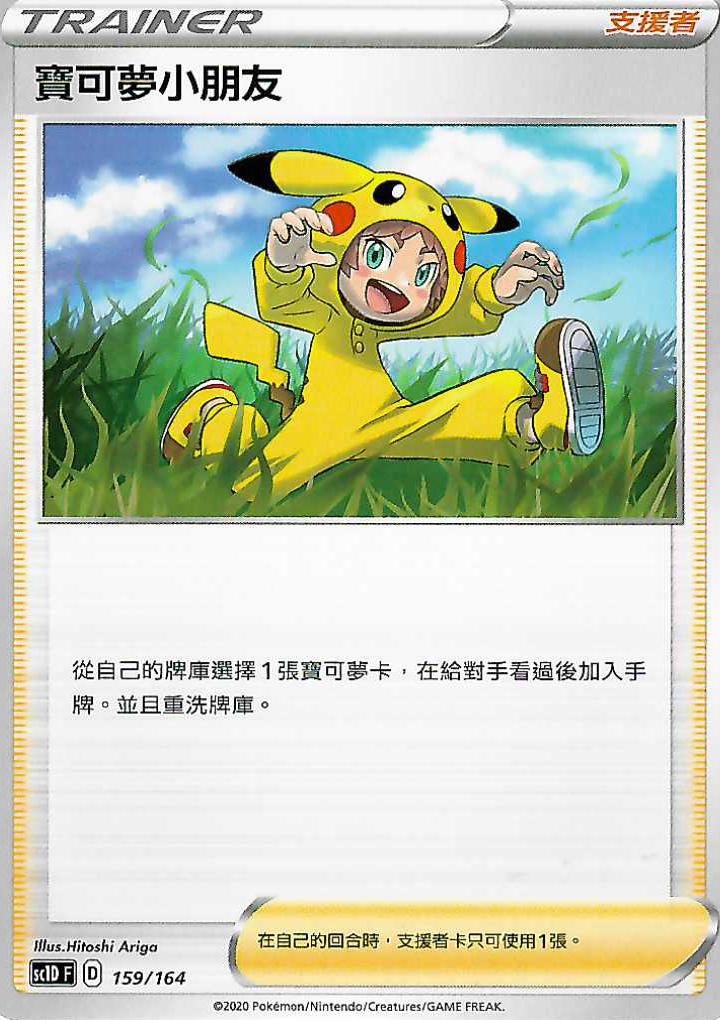 TRAINER
支援者
寶可夢小朋友
從自己的牌庫選擇1張寶可夢卡，在給對手看過後加入手
牌。並且重洗牌庫。
Illus.Hitoshi Ariga
在自己的回合時，支援者卡只可使用1張。
sc1D F D 159/164
©2020 Pokémon/Nintendo/Creatures/GAME FREAK.